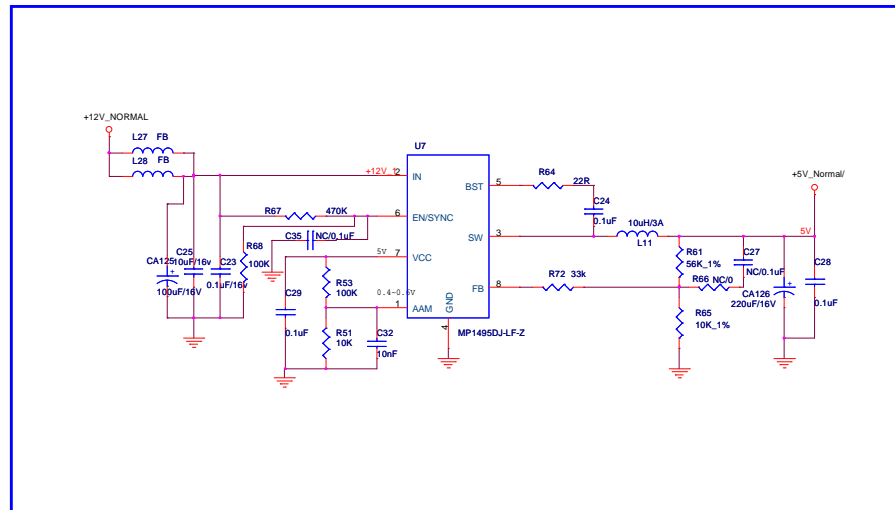 +12V_NORMAL
L27 FB
L28 FB
U7
+12V_1
2
IN
BST
5
R64
22R
C24
0.1uF
+5V_Normal/
R67
470K
6
EN/SYNC
SW
3
10uH/3A
L11
5V
C35
NC/0.1uF
R68
100K
5V
7
VCC
R61
56K_1%
C27
NC/0.1uF
C28
0.1uF
CA125
100uF/16V
C25
10uF/16v
C23
0.1uF/16v
R53
100K
FB
8
R72 33k
R66 NC/0
CA126
220uF/16V
C29
0.1uF
0.4-0.6V
1
AAM
GND
4
R65
10K_1%
R51
10K
C32
10nF
MP1495DJ-LF-Z